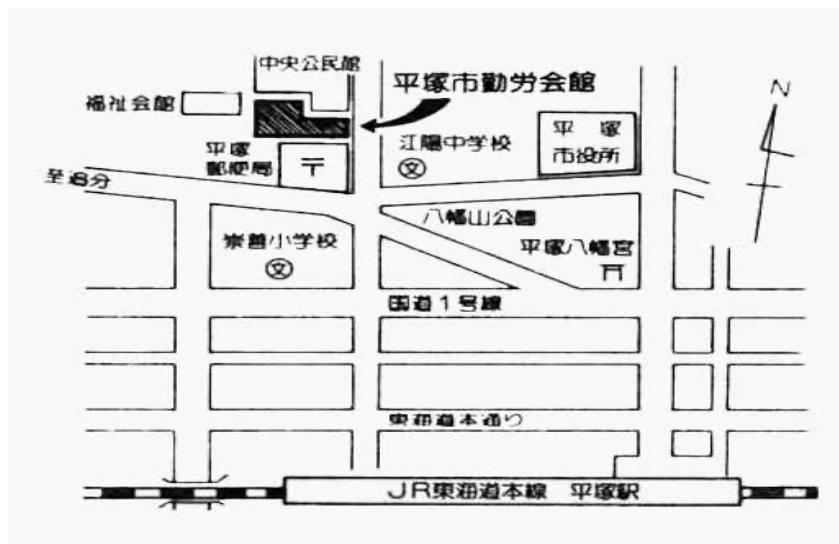 中央公民館
平塚市勤労会館
福祉会館
平塚
郵便局
〒
江陽中学校
文
平塚
市役所
N
至追分
八幡山公園
崇善小学校
文
平塚八幡宮
国道1号線
東海道本通り
JR東海道本線 平塚駅